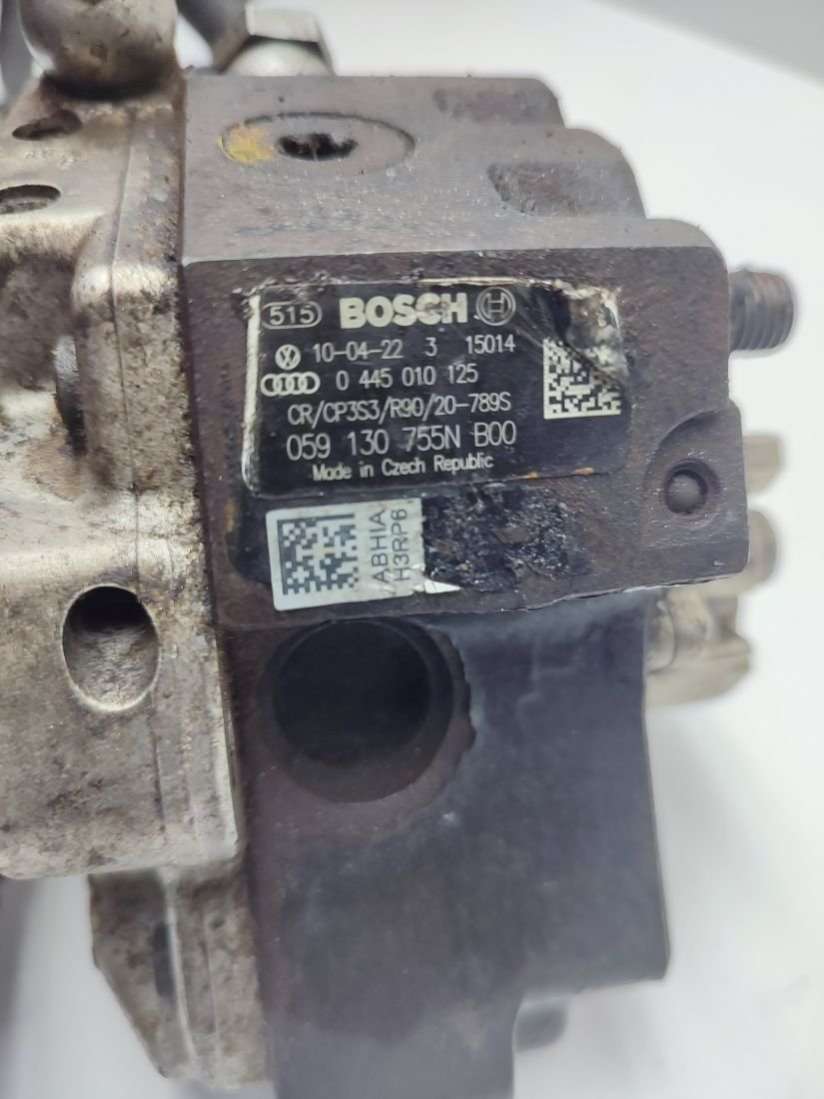 515 BOSCH
10-04-22 3 15014
0 445 010 125
CR/CP3S3/R90/20-789S
059 130 755N B00
Made in Czech Republic
ABHIA
H3RP6